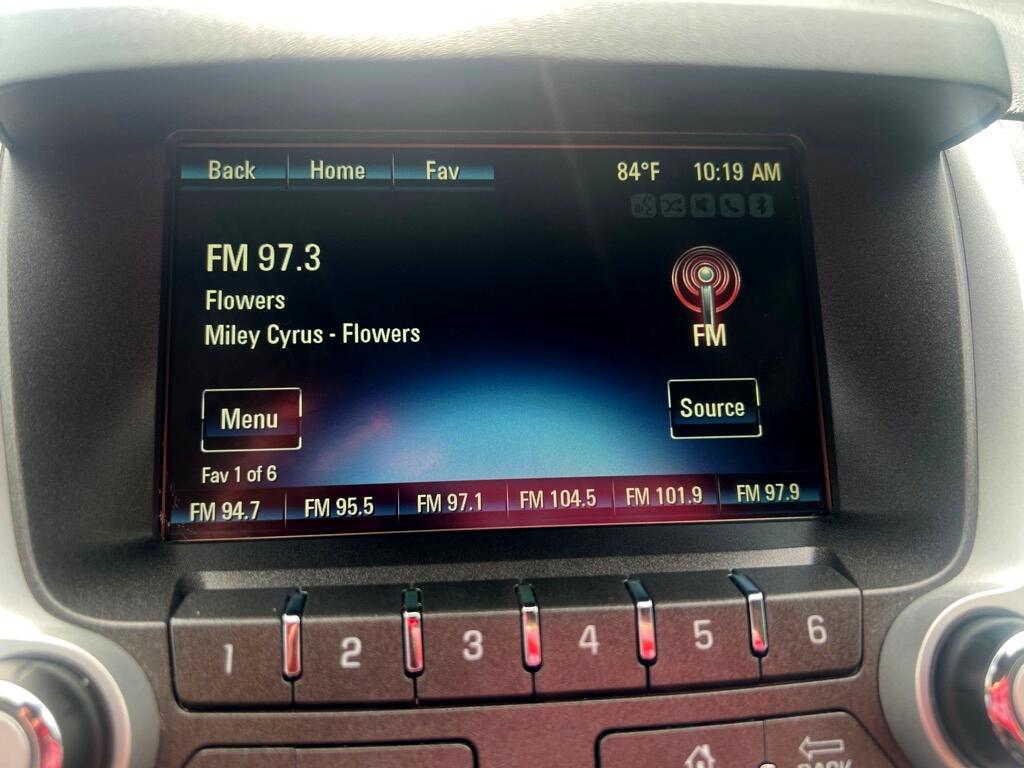 Back Home Fav 84°F 10:19 AM
FM 97.3
Flowers
Miley Cyrus - Flowers
FM
Menu
Source
Fav 1 of 6
FM 94.7 FM 95.5 FM 97.1 FM 104.5 FM 101.9 FM 97.9
1 2 3 4 5 6
BACK